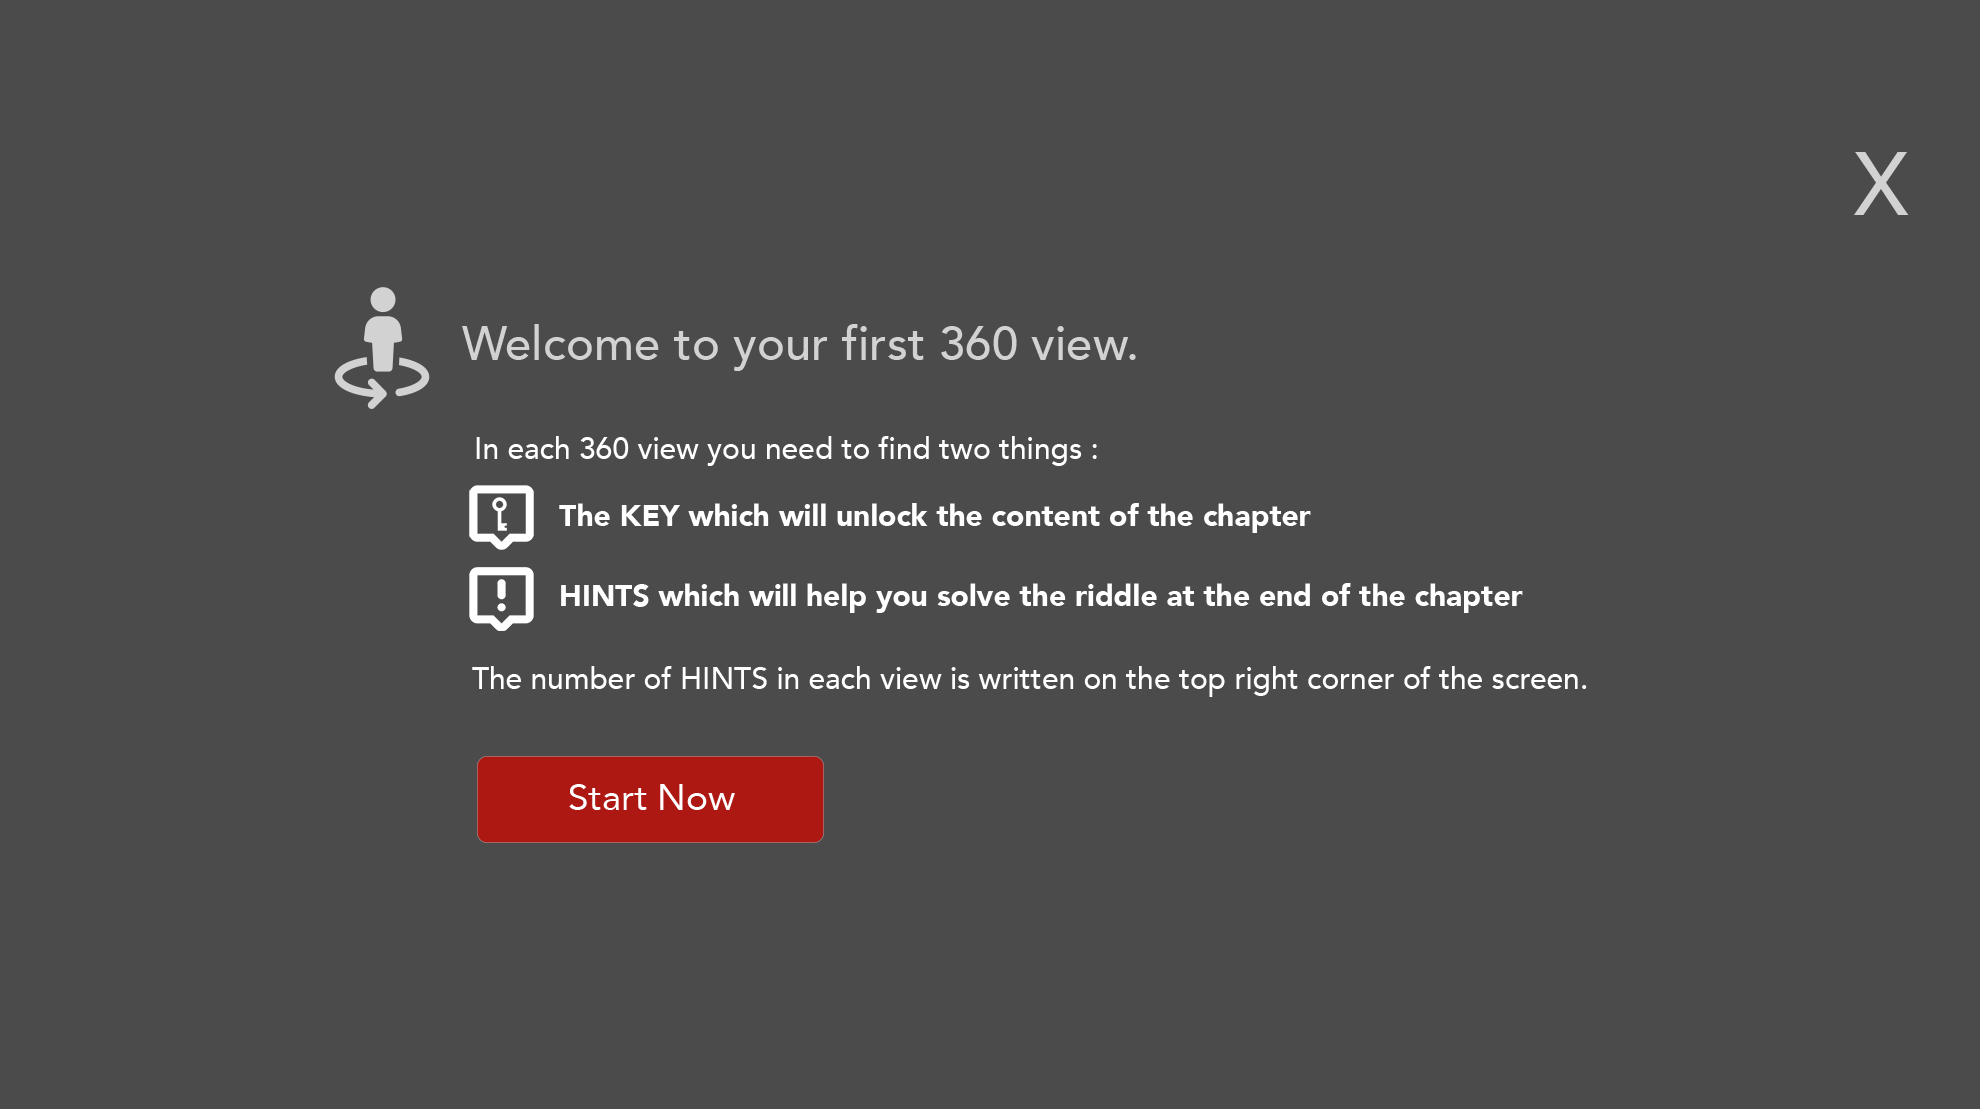 X
Welcome to your first 360 view.
In each 360 view you need to find two things :
The KEY which will unlock the content of the chapter
HINTS which will help you solve the riddle at the end of the chapter
The number of HINTS in each view is written on the top right corner of the screen.
Start Now